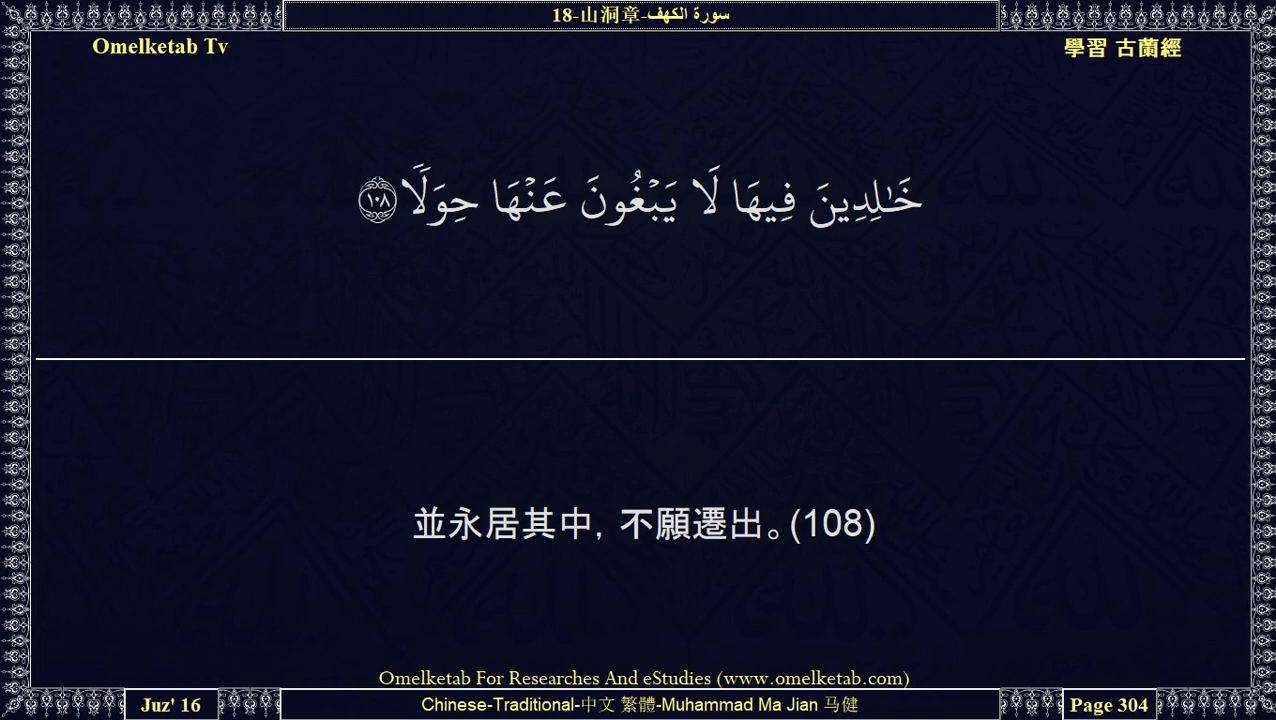 18-山洞章-سورة الكهف
Omelketab Tv
學習 古蘭經
خَـٰلِدِينَ فِيهَا لَا يَبۡغُونَ عَنۡهَا حِوَلٗا ١٠٨
並永居其中，不願遷出。(108)
Omelketab For Researches And eStudies (www.omelketab.com)
Juz' 16
Chinese-Traditional-中文 繁體-Muhammad Ma Jian 马健
Page 304